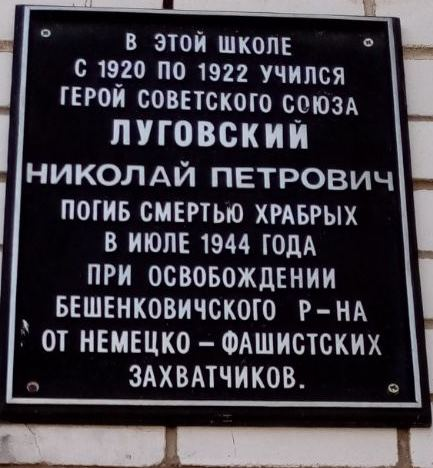 В ЭТОЙ ШКОЛЕ
С 1920 ПО 1922 УЧИЛСЯ
ГЕРОЙ СОВЕТСКОГО СОЮЗА
ЛУГОВСКИЙ
НИКОЛАЙ ПЕТРОВИЧ
ПОГИБ СМЕРТЬЮ ХРАБРЫХ
В ИЮЛЕ 1944 ГОДА
ПРИ ОСВОБОЖДЕНИИ
БЕШЕНКОВИЧСКОГО Р-НА
ОТ НЕМЕЦКО – ФАШИСТСКИХ
ЗАХВАТЧИКОВ.